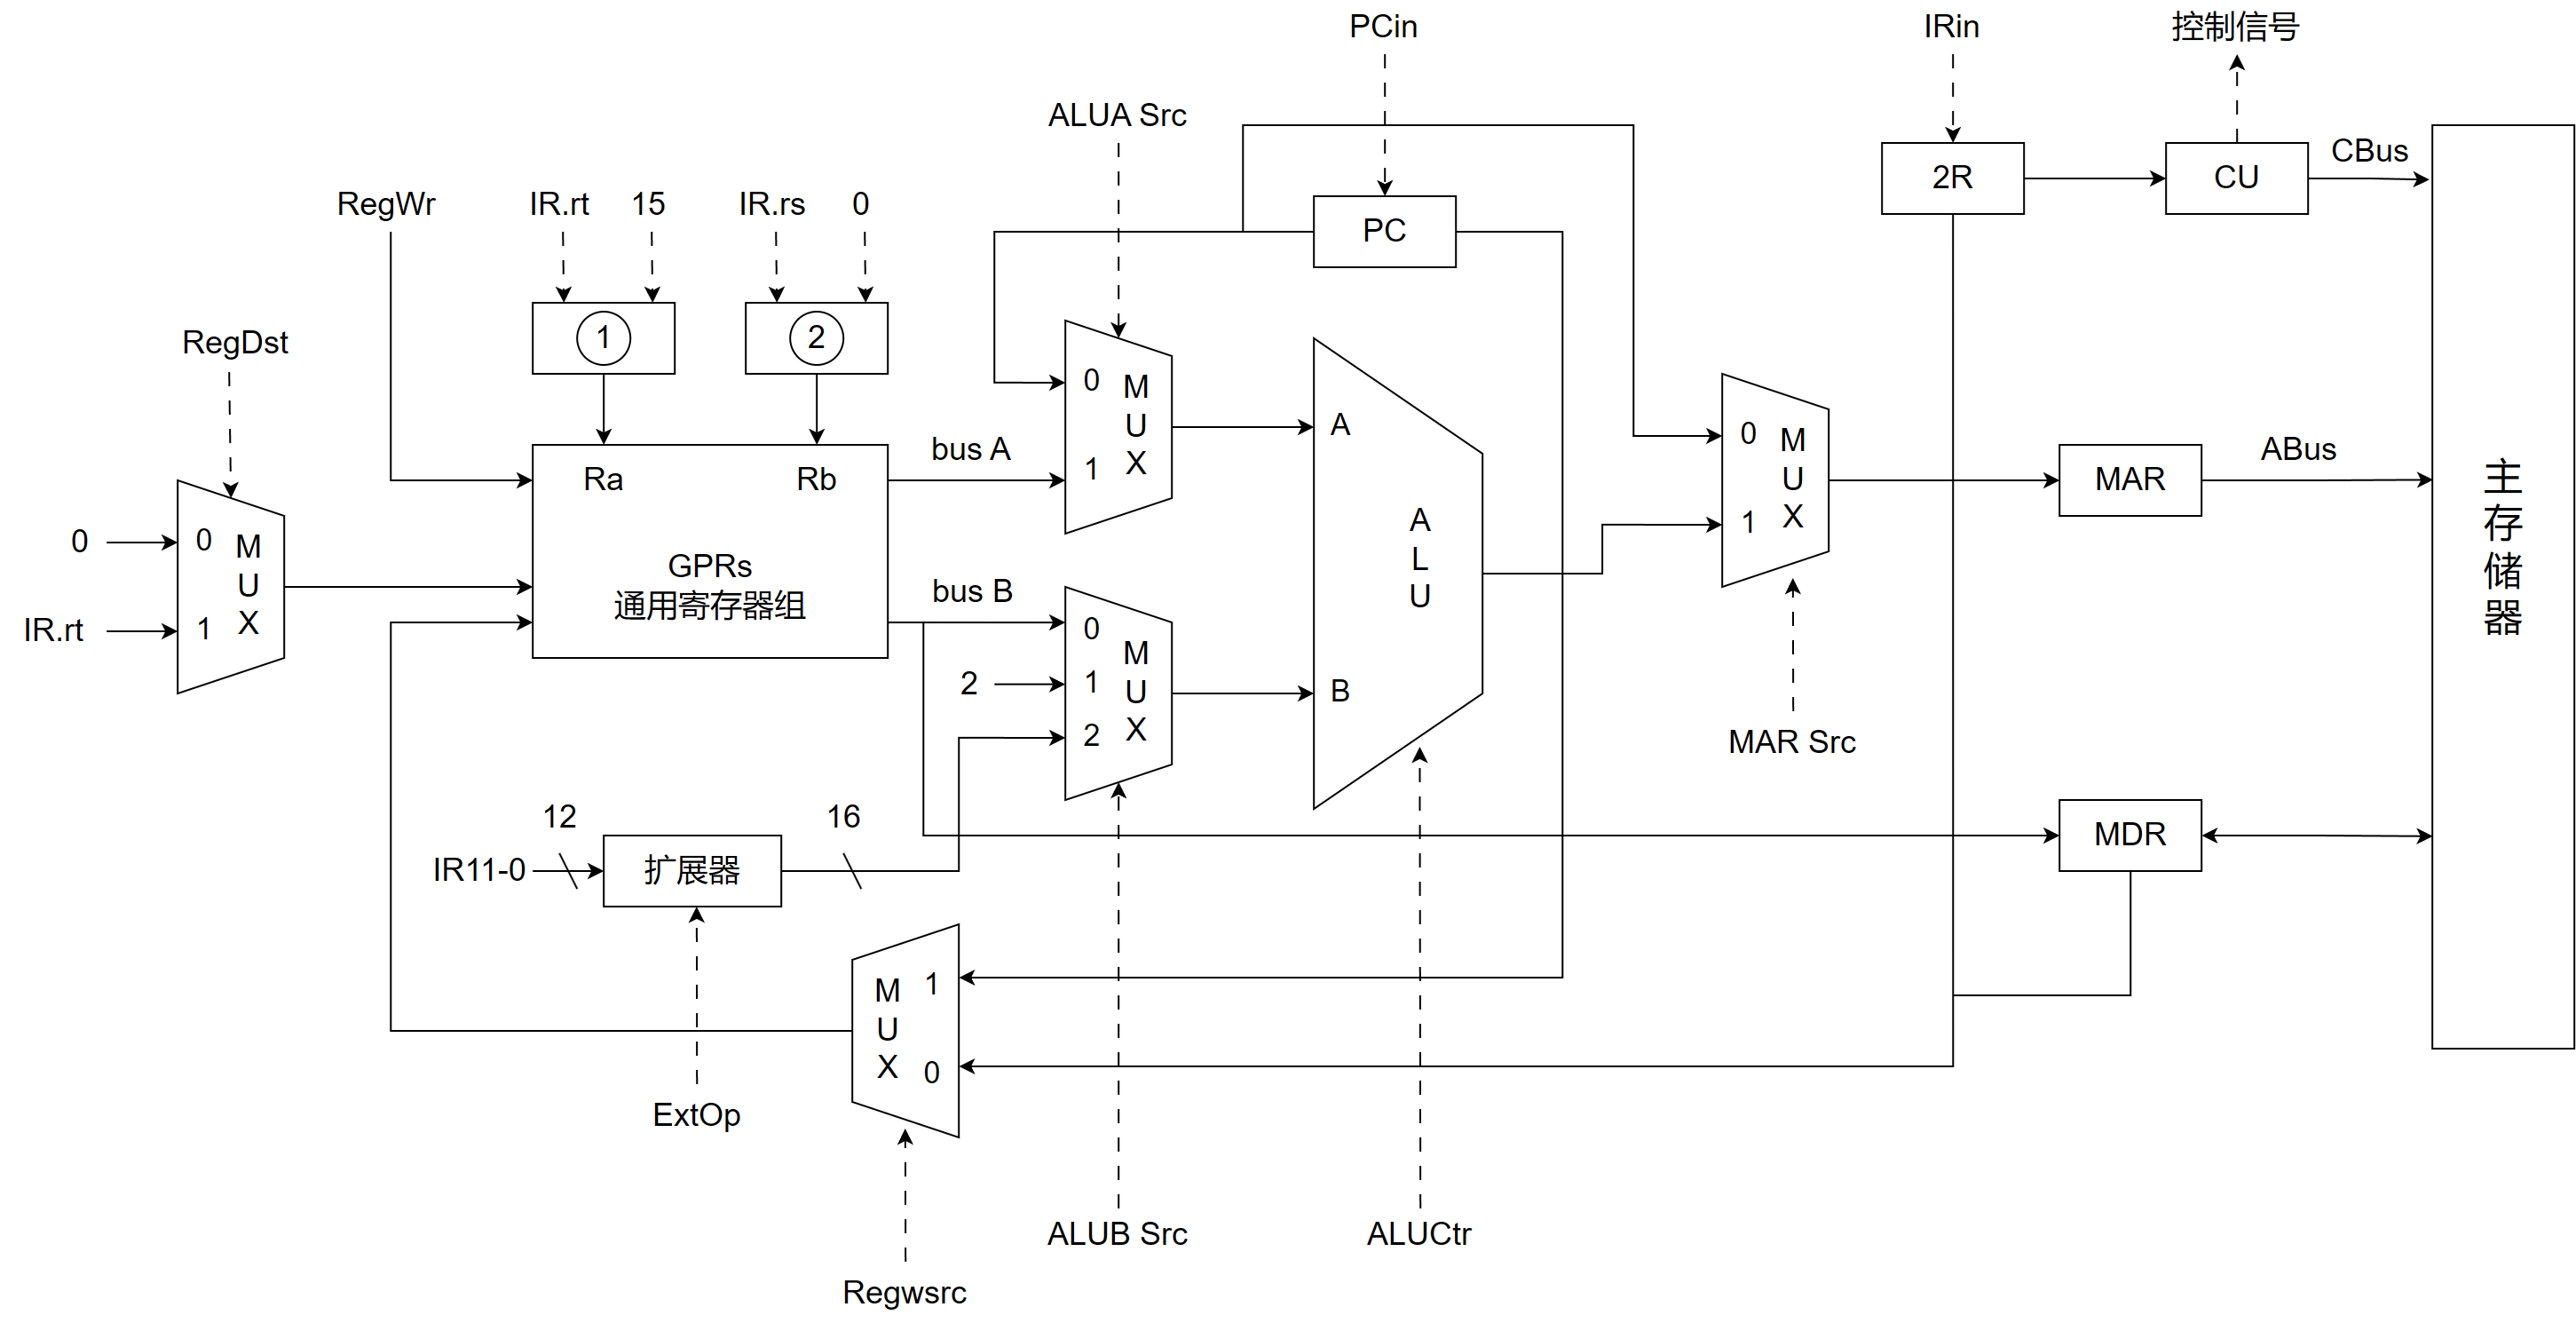 PCin
IRin
控制信号
ALUA Src
CBus
2R
CU
RegWr
IR.rt
15
IR.rs
0
PC
RegDst
1
2
0
M
U
X
1
A
bus A
Ra
Rb
GPRs
通用寄存器组
A
L
U
0
M
U
X
1
MAR
ABus
主
存
储
器
0
0
M
U
X
IR.rt
1
bus B
0
M
U
X
2
1
2
B
MAR Src
12
16
IR11-0
扩展器
MDR
M
U
X
1
0
ExtOp
ALUB Src
ALUCtr
Regwsrc